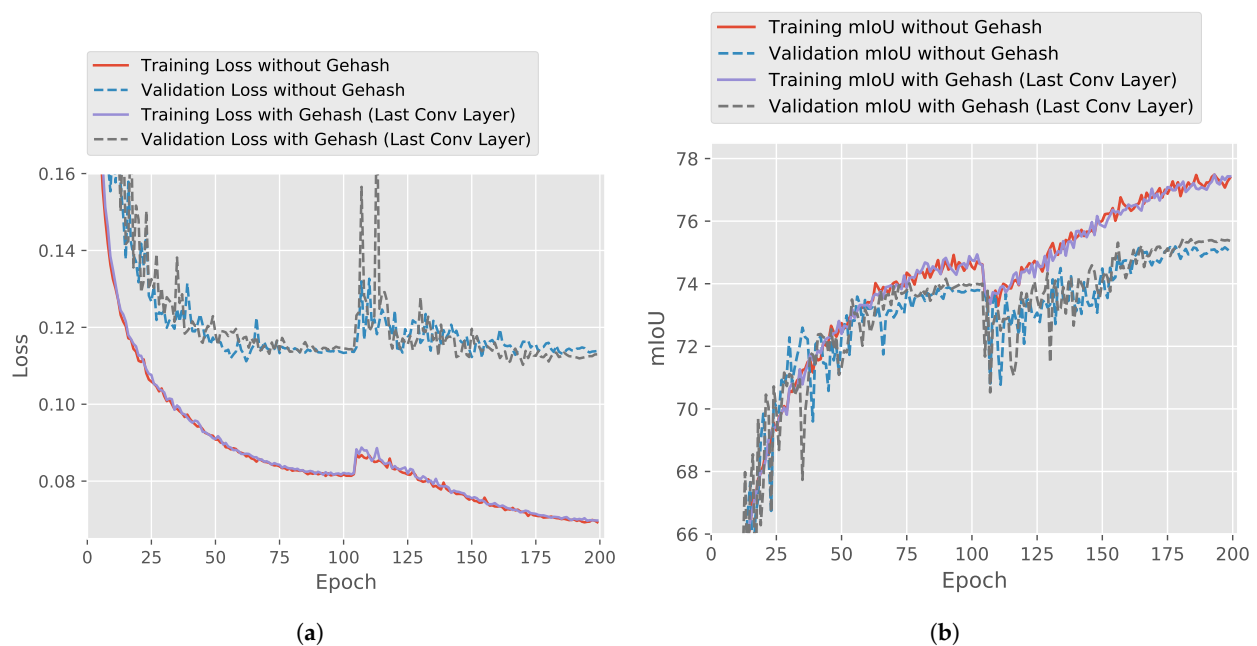 Training Loss without Gehash
Validation Loss without Gehash
Training Loss with Gehash (Last Conv Layer)
Validation Loss with Gehash (Last Conv Layer)
0.16
0.14
0.12
0.10
0.08
Loss
0 25 50 75 100 125 150 175 200
Epoch
(a)
Training mIoU without Gehash
Validation mIoU without Gehash
Training mIoU with Gehash (Last Conv Layer)
Validation mIoU with Gehash (Last Conv Layer)
78
76
74
72
70
68
66
mIoU
0 25 50 75 100 125 150 175 200
Epoch
(b)